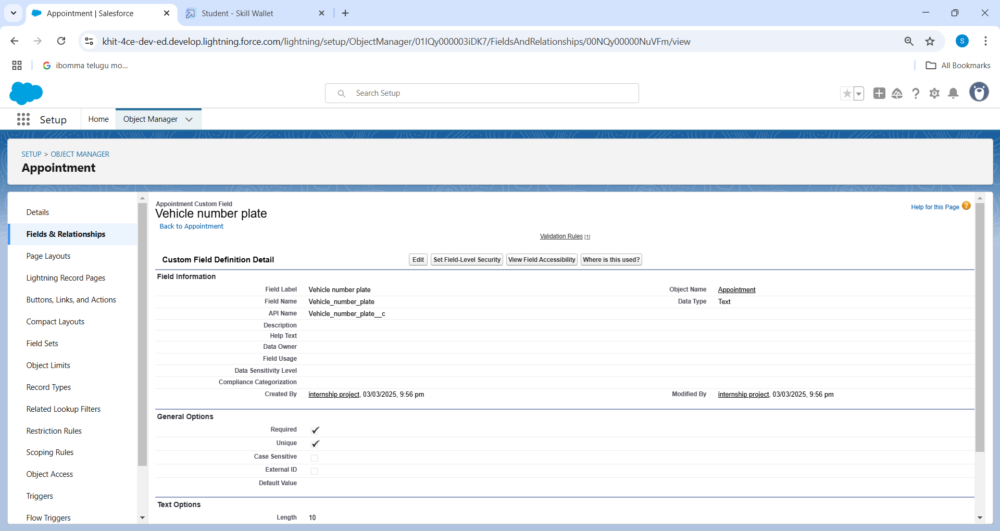 Appointment | Salesforce
Student - Skill Wallet
khit-4ce-dev-ed.develop.lightning.force.com/lightning/setup/ObjectManager/01IQy000003iDK7/FieldsAndRelationships/00NQy00000NuVFm/view
S
ibomma telugu mo...
All Bookmarks
Search Setup
Setup
Home
Object Manager
SETUP > OBJECT MANAGER
Appointment
Details
Fields & Relationships
Page Layouts
Lightning Record Pages
Buttons, Links, and Actions
Compact Layouts
Field Sets
Object Limits
Record Types
Related Lookup Filters
Restriction Rules
Scoping Rules
Object Access
Triggers
Flow Triggers
Appointment Custom Field
Vehicle number plate
Back to Appointment
Help for this Page ?
Validation Rules [1]
Custom Field Definition Detail
Edit
Set Field-Level Security
View Field Accessibility
Where is this used?
Field Information
Field Label Vehicle number plate
Object Name Appointment
Field Name Vehicle_number_plate
Data Type Text
API Name Vehicle_number_plate__c
Description
Help Text
Data Owner
Field Usage
Data Sensitivity Level
Compliance Categorization
Created By internship project, 03/03/2025, 9:56 pm
Modified By internship project, 03/03/2025, 9:56 pm
General Options
Required
Unique
Case Sensitive
External ID
Default Value
Text Options
Length 10